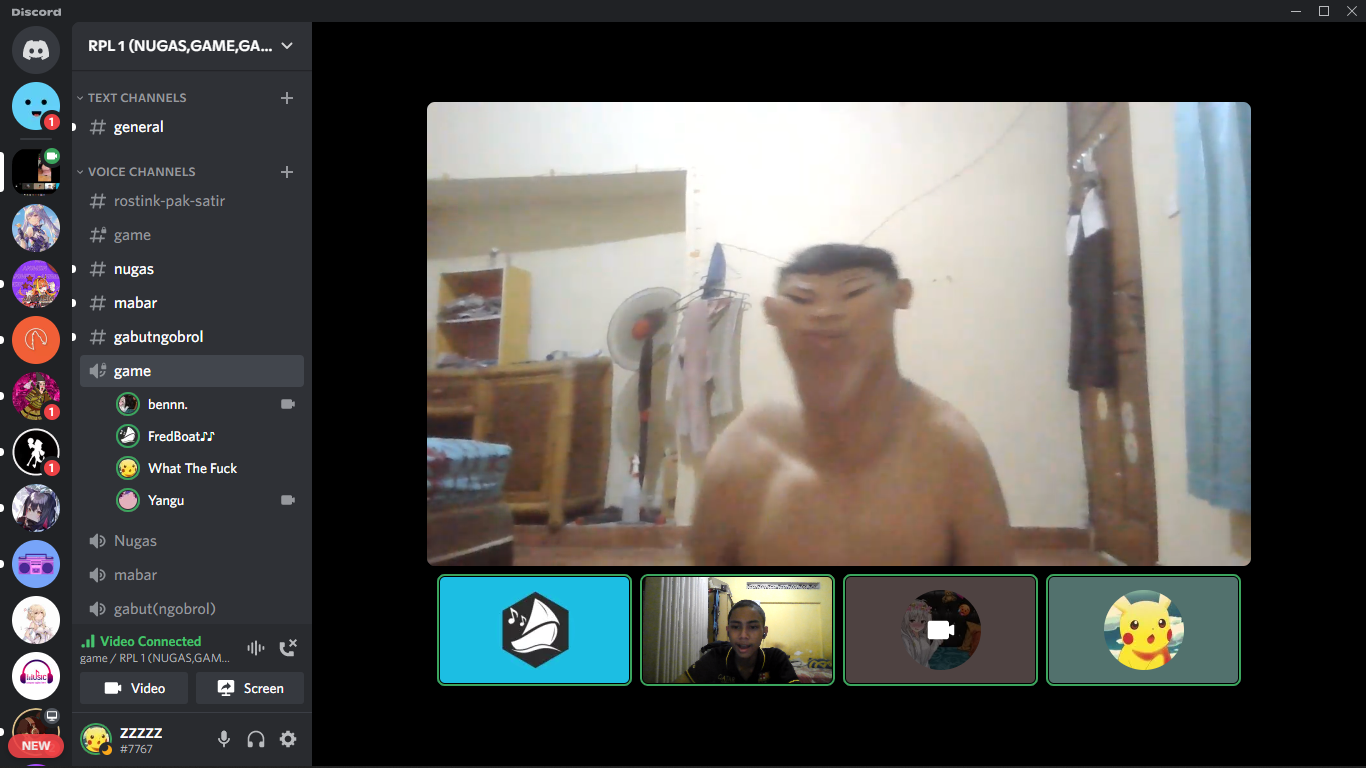 Discord
RPL 1 (NUGAS,GAME,GA...
TEXT CHANNELS
general
VOICE CHANNELS
rostink-pak-satir
game
nugas
mabar
gabutngobrol
game
bennn.
FredBoat♪♪
What The Fuck
Yangu
Nugas
mabar
gabut(ngobrol)
Video Connected
game / RPL 1 (NUGAS,GAM...
Video
Screen
ZZZZZ
#7767
1
1
1
MUSIC
NEW